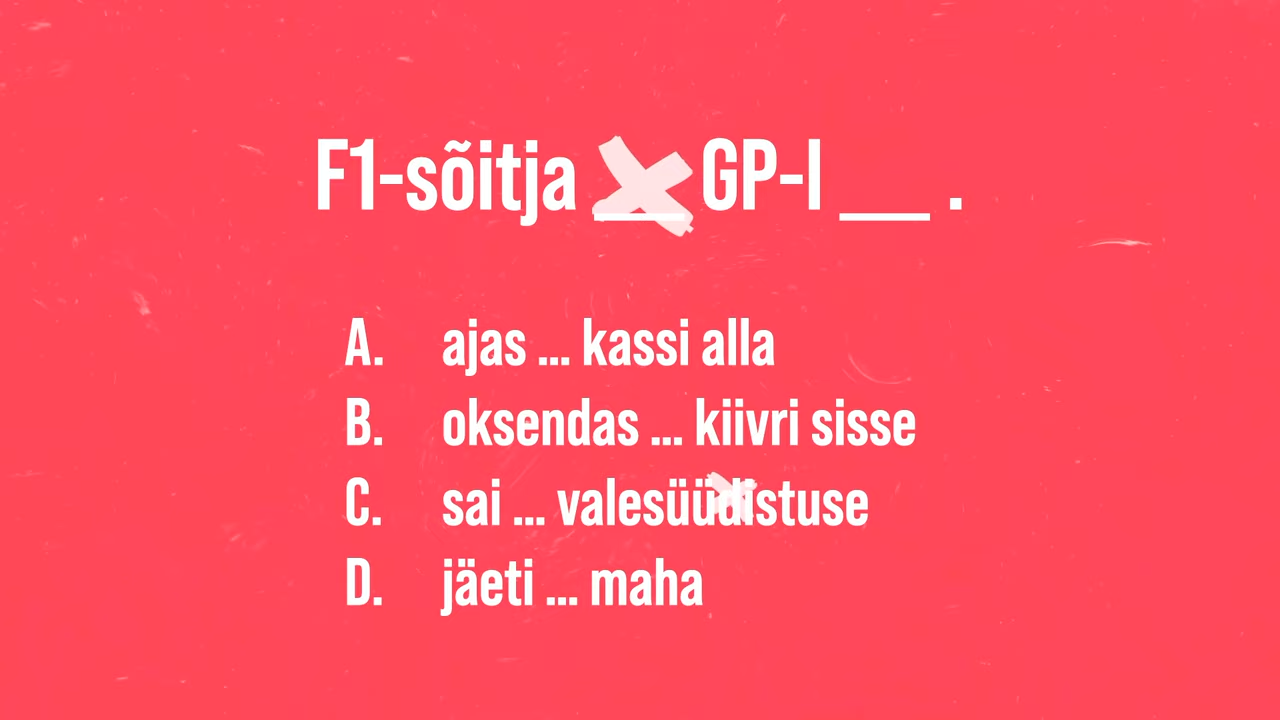 F1-sõitja __ GP-l __ .
A. ajas ... kassi alla
B. oksendas ... kiivri sisse
C. sai ... valesüüdistuse
D. jäeti ... maha